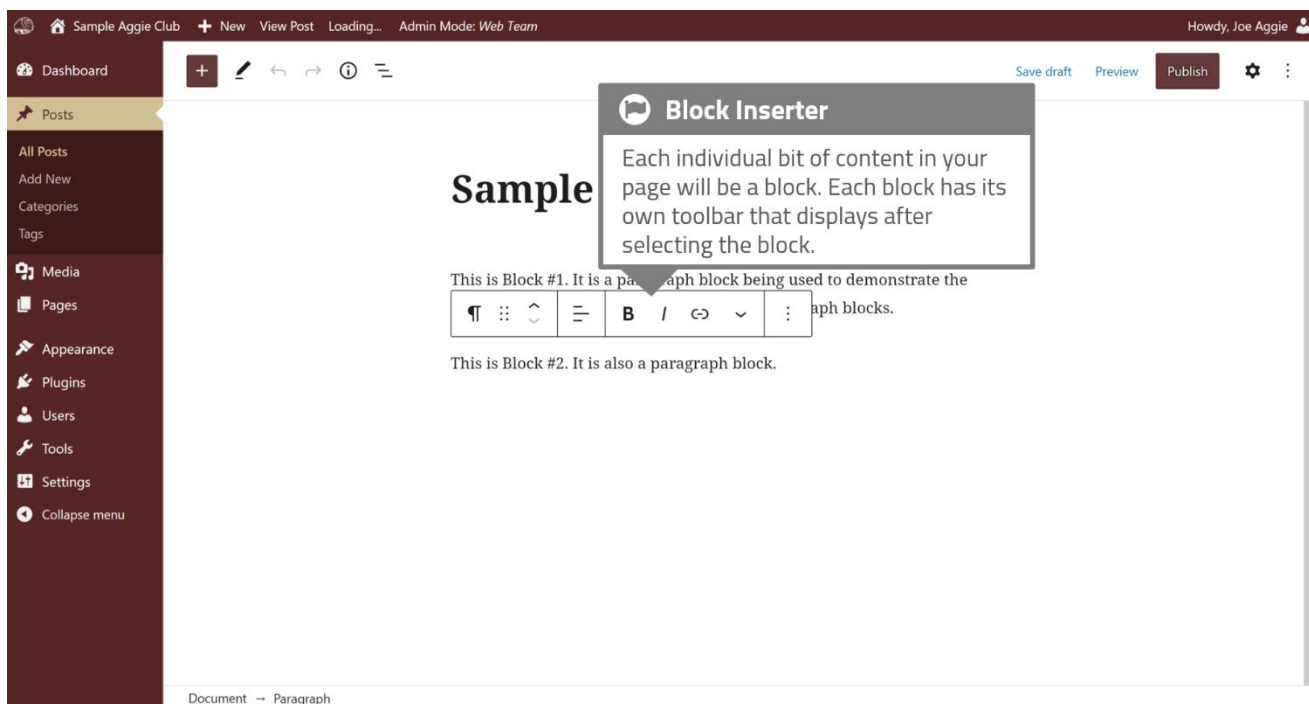 Sample Aggie Club + New View Post Loading... Admin Mode: Web Team Howdy, Joe Aggie
Dashboard
Save draft Preview Publish
Posts
All Posts
Add New
Categories
Tags
Media
Pages
Appearance
Plugins
Users
Tools
Settings
Collapse menu
Block Inserter
Each individual bit of content in your
page will be a block. Each block has its
own toolbar that displays after
selecting the block.
Sample
This is Block #1. It is a pa aph block being used to demonstrate the
B I
aph blocks.
This is Block #2. It is also a paragraph block.
Document → Paragraph